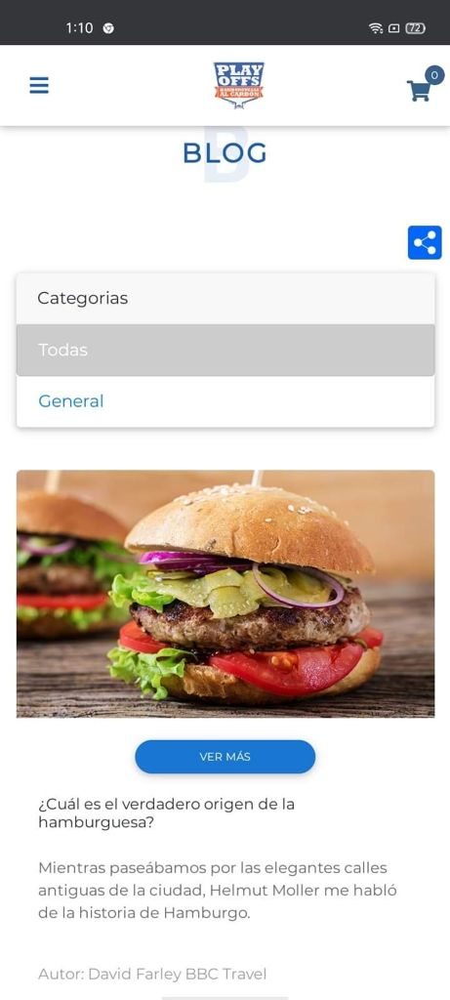 1:10
72
PLAY
OFFS
HAMBURGUESAS
AL CARBÓN
0
B
BLOG
Categorias
Todas
General
VER MÁS
¿Cuál es el verdadero origen de la
hamburguesa?
Mientras paseábamos por las elegantes calles
antiguas de la ciudad, Helmut Moller me habló
de la historia de Hamburgo.
Autor: David Farley BBC Travel